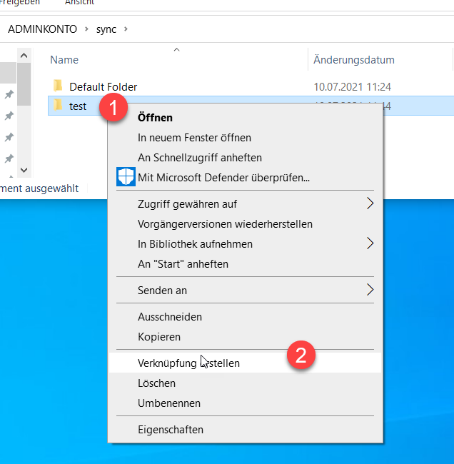 Freigeben Ansicht
ADMINKONTO > sync >
Name Änderungsdatum
Default Folder 10.07.2021 11:24
test
1
Öffnen
In neuem Fenster öffnen
An Schnellzugriff anheften
Mit Microsoft Defender überprüfen...
Zugriff gewähren auf
Vorgängerversionen wiederherstellen
In Bibliothek aufnehmen
An "Start" anheften
Senden an
Ausschneiden
Kopieren
Verknüpfung erstellen
2
Löschen
Umbenennen
Eigenschaften
ment ausgewählt